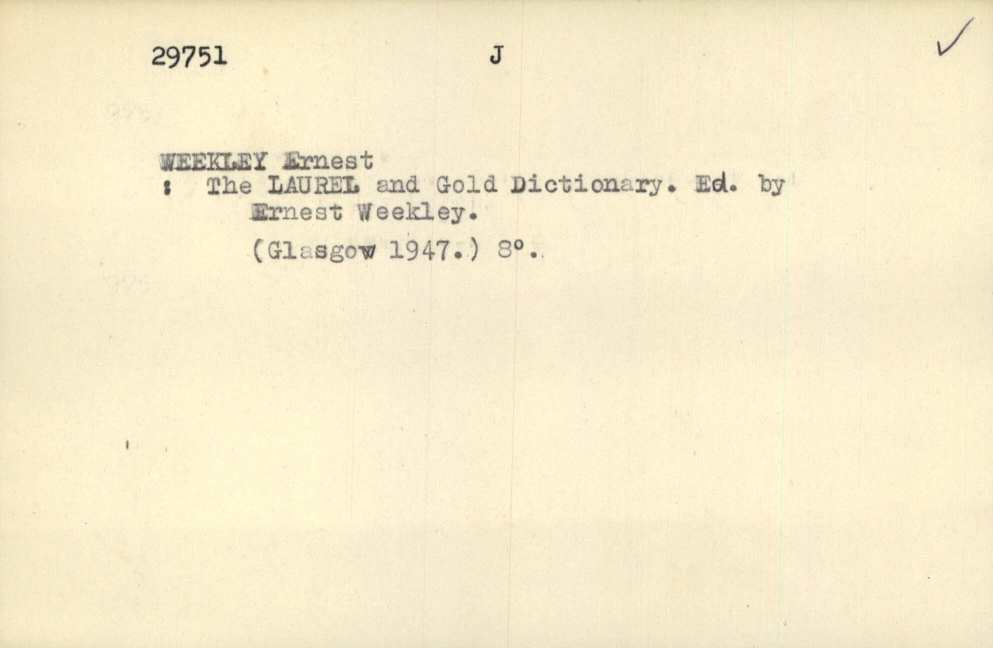 29751 J
WEEKLEY Ernest
: The LAUREL and Gold Dictionary. Ed. by
Ernest Weekley.
(Glasgow 1947.) 8°.